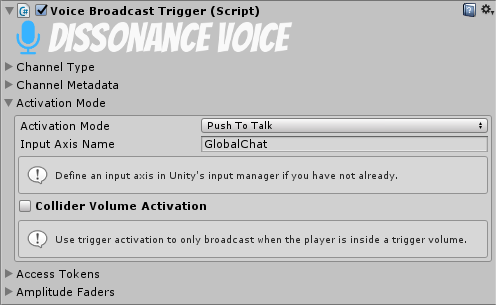 Voice Broadcast Trigger (Script)
DISSONANCE VOICE
Channel Type
Channel Metadata
Activation Mode
Activation Mode Push To Talk
Input Axis Name GlobalChat
Define an input axis in Unity's input manager if you have not already.
Collider Volume Activation
Use trigger activation to only broadcast when the player is inside a trigger volume.
Access Tokens
Amplitude Faders